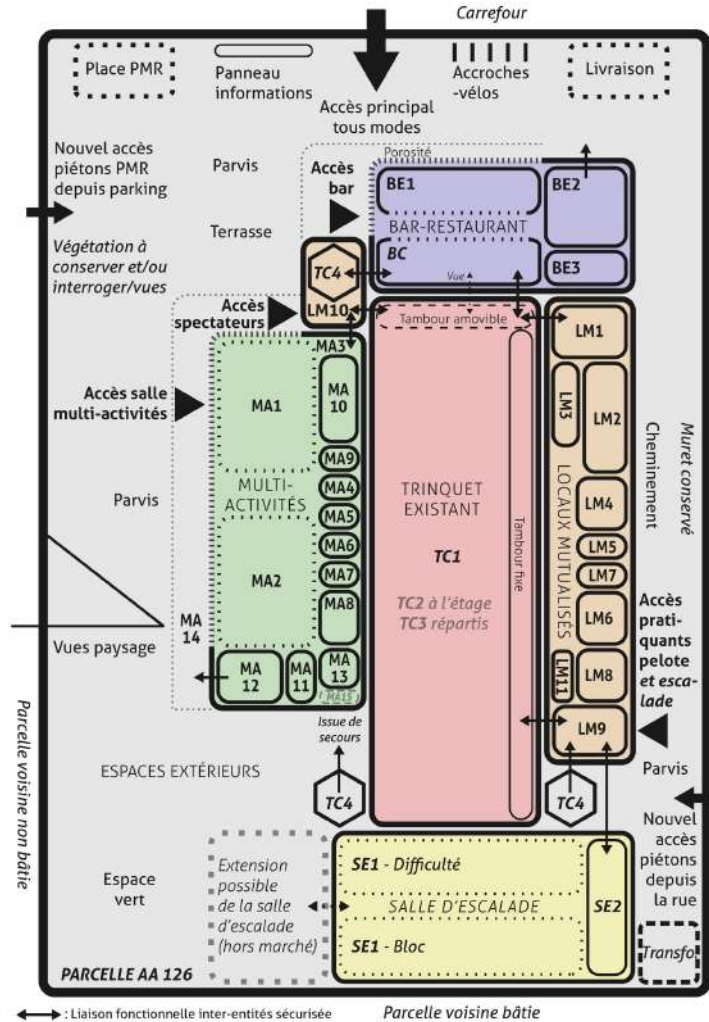 Carrefour
Place PMR
Panneau
informations
Accroches
-vélos
Livraison
Accès principal
tous modes
Nouvel accès
piétons PMR
depuis parking
Parvis
Accès
bar
Porosité
BE1
BE2
BAR-RESTAURANT
Terrasse
BC
BE3
Végétation à
conserver et/ou
interroger/vues
TC4
LM10
Vue
Accès
spectateurs
Tambour amovible
LM1
MA3
Accès salle
multi-activités
MA1
MA
10
LM3
LM2
MA9
MULTI-
ACTIVITÉS
MA4
MA5
Parvis
TRINQUET
EXISTANT
TC1
TC2 à l'étage
TC3 répartis
Tambour fixe
LOCAUX MUTUALISÉS
LM4
LM5
LM7
LM6
Cheminement
Muret conservé
MA2
MA6
MA7
MA8
MA
14
Vues paysage
MA
12
MA
11
MA
13
MA15
LM11
LM8
LM9
Accès
prati-
quants
pelote
et esca-
lade
Parvis
Issue de
secours
ESPACES EXTÉRIEURS
TC4
TC4
Parcelle voisine non bâtie
Nouvel
accès
piétons
depuis
la rue
Espace
vert
Extension
possible
de la salle
d'escalade
(hors marché)
SE1 - Difficulté
SALLE D'ESCALADE
SE1 - Bloc
SE2
Transfo
PARCELLE AA 126
: Liaison fonctionnelle inter-entités sécurisée
Parcelle voisine bâtie